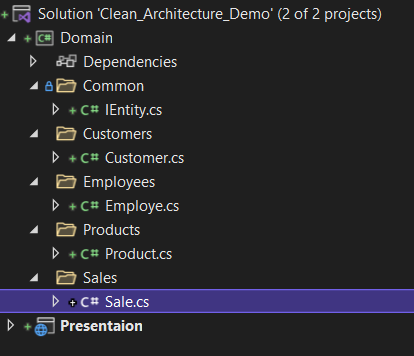 Solution 'Clean_Architecture_Demo' (2 of 2 projects)
C# Domain
Dependencies
Common
C# IEntity.cs
Customers
C# Customer.cs
Employees
C# Employe.cs
Products
C# Product.cs
Sales
C# Sale.cs
Presentaion